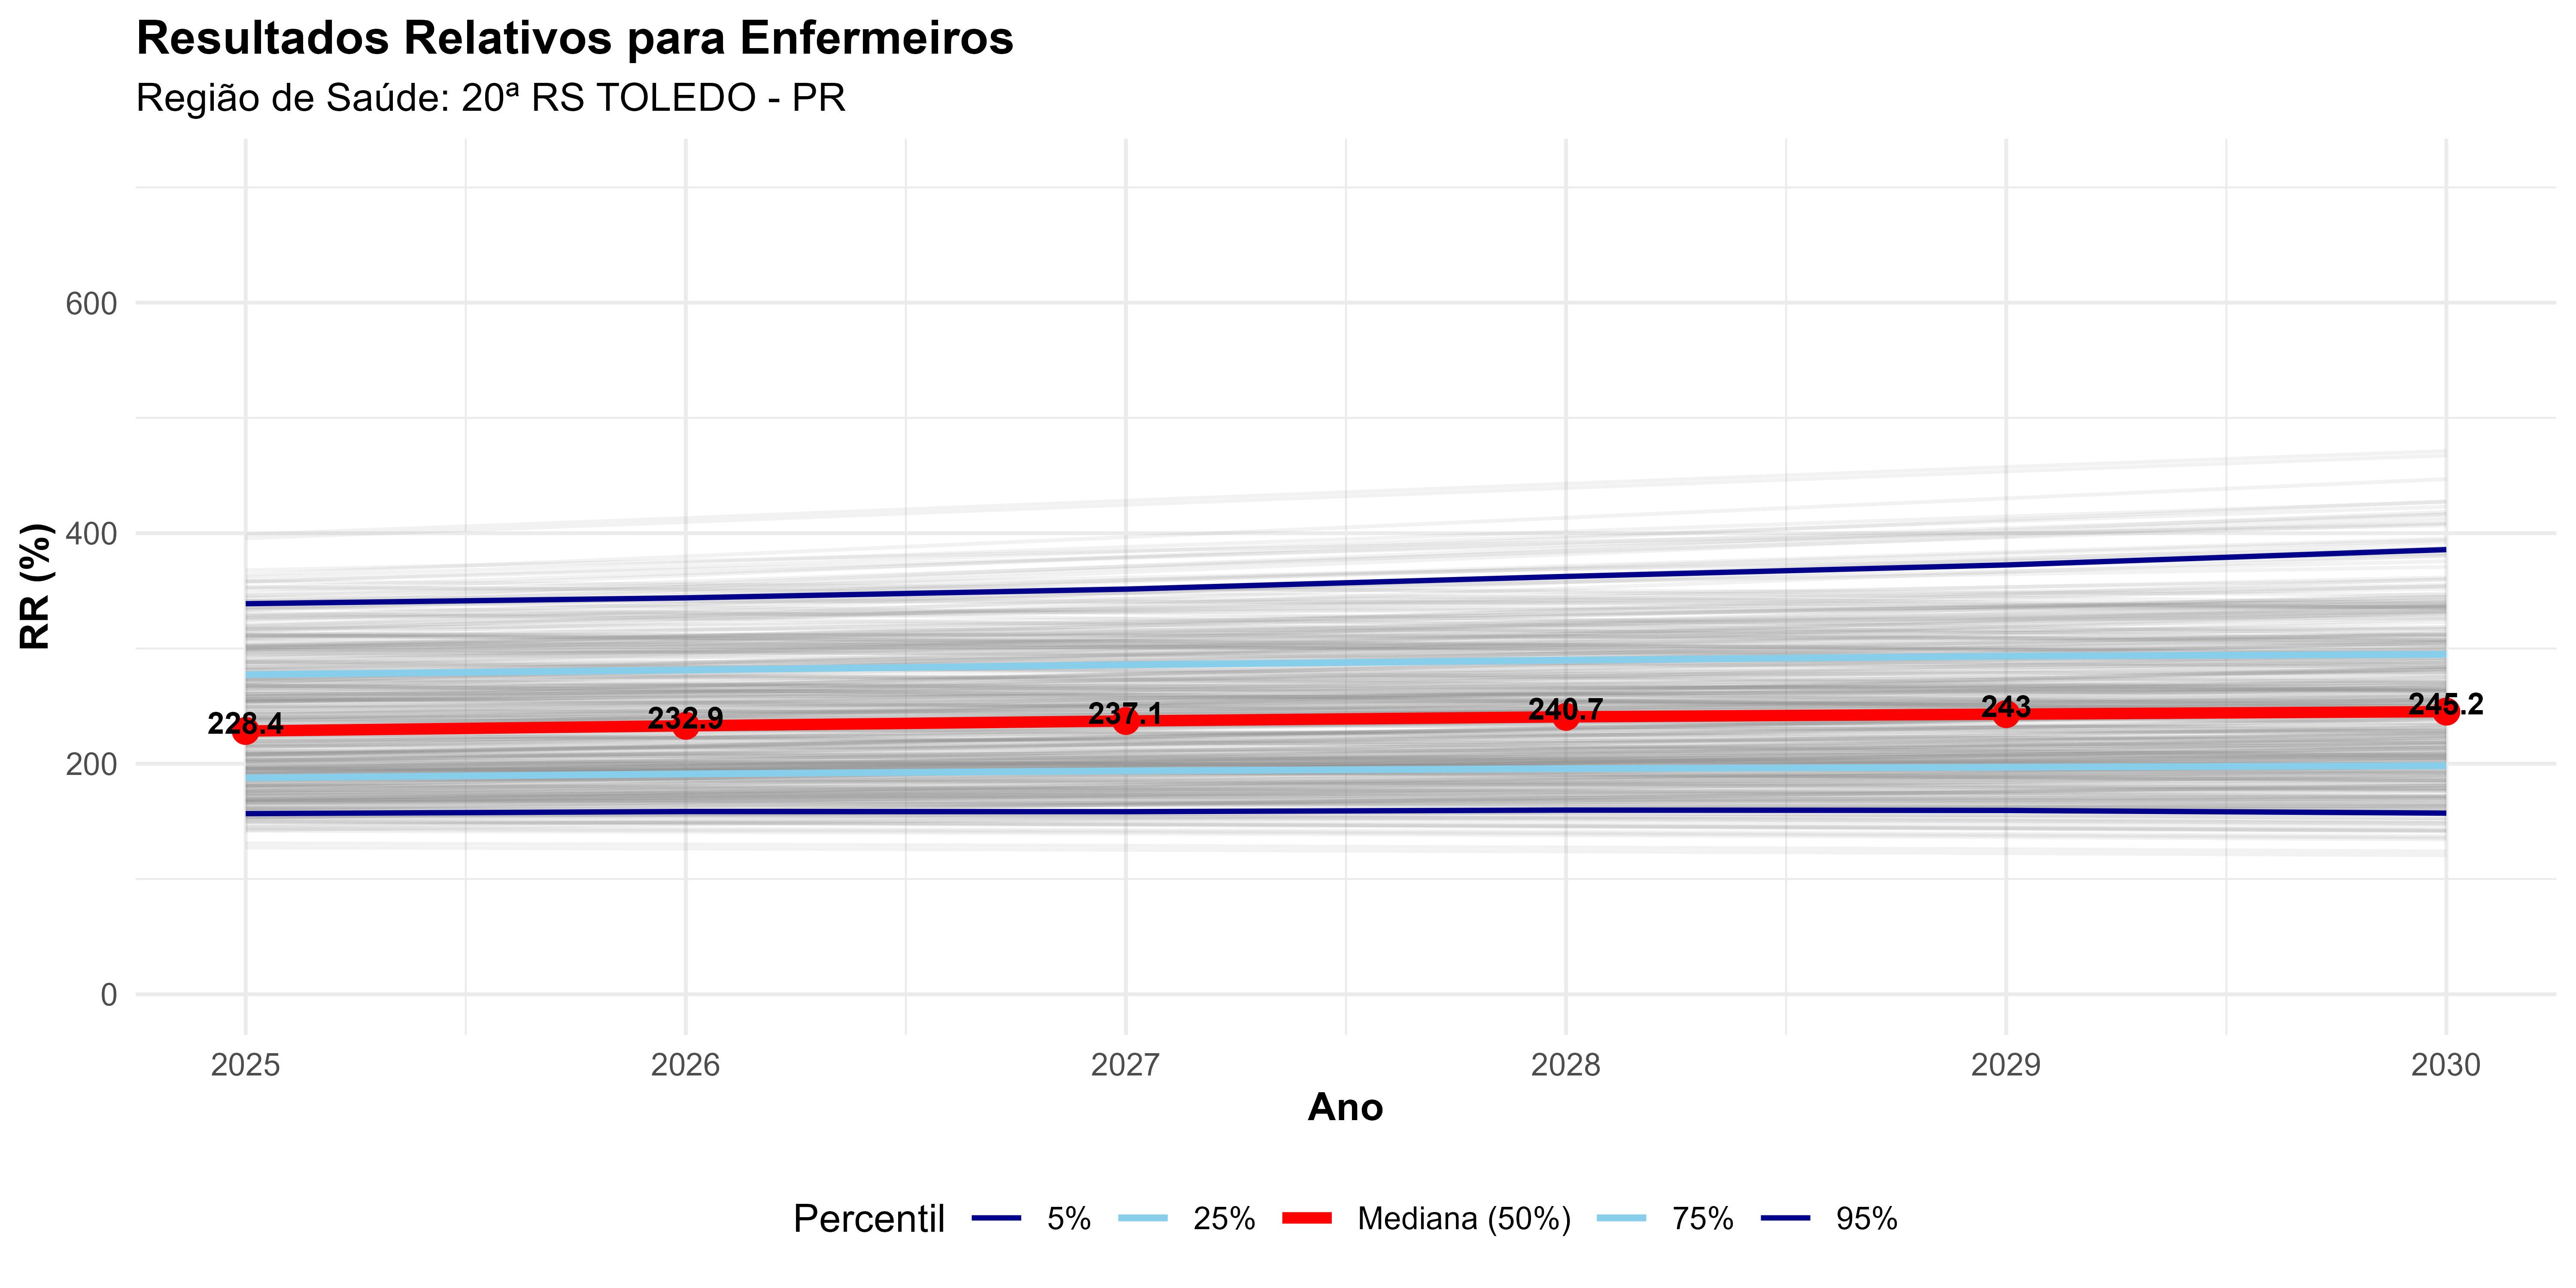 Resultados Relativos para Enfermeiros
Região de Saúde: 20ª RS TOLEDO - PR
RR (%)
600
400
200
0
228.4
232.9
237.1
240.7
243
245.2
2025 2026 2027 2028 2029 2030
Ano
Percentil 5% 25% Mediana (50%) 75% 95%